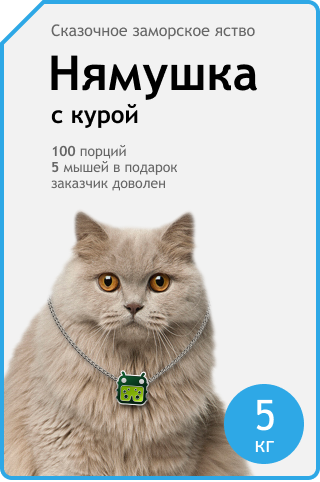 Сказочное заморское яство
Нямушка
с курой
100 порций
5 мышей в подарок
заказчик доволен
5
кг